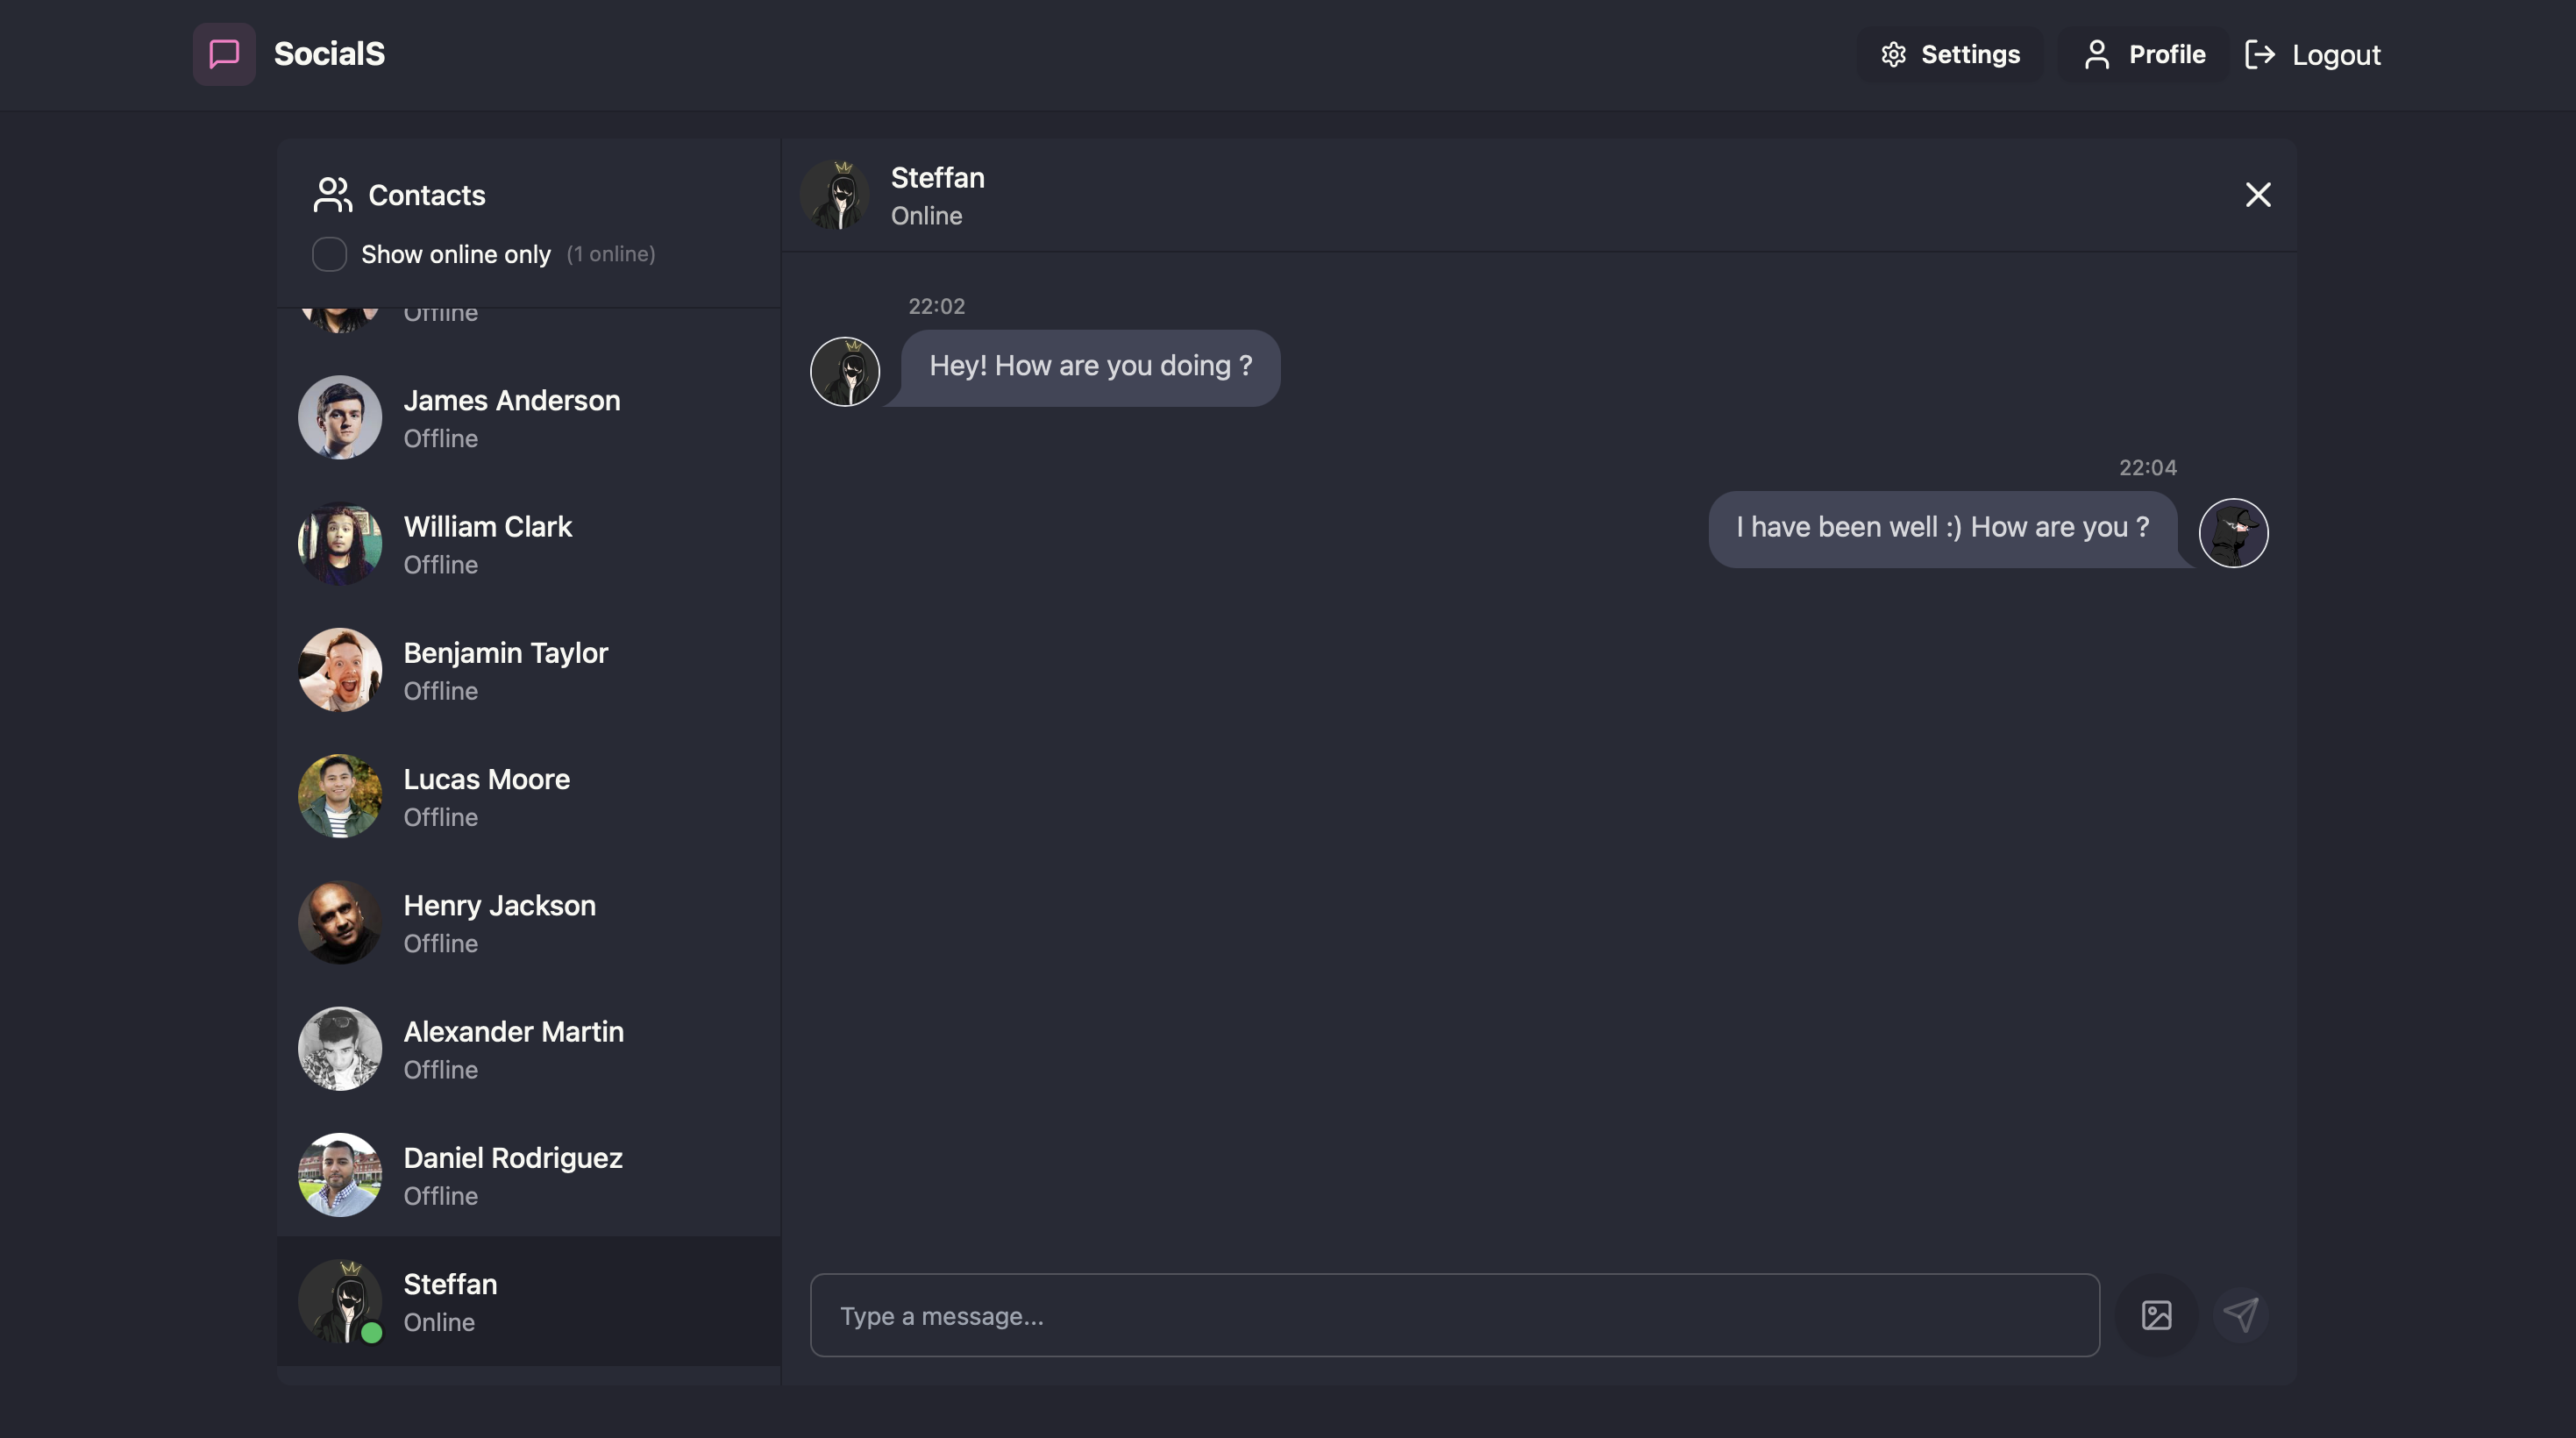 SocialS
Settings
Profile
Logout
Contacts
Show online only (1 online)
Offline
James Anderson
Offline
William Clark
Offline
Benjamin Taylor
Offline
Lucas Moore
Offline
Henry Jackson
Offline
Alexander Martin
Offline
Daniel Rodriguez
Offline
Steffan
Online
Steffan
Online
22:02
Hey! How are you doing ?
22:04
I have been well :) How are you ?
Type a message...